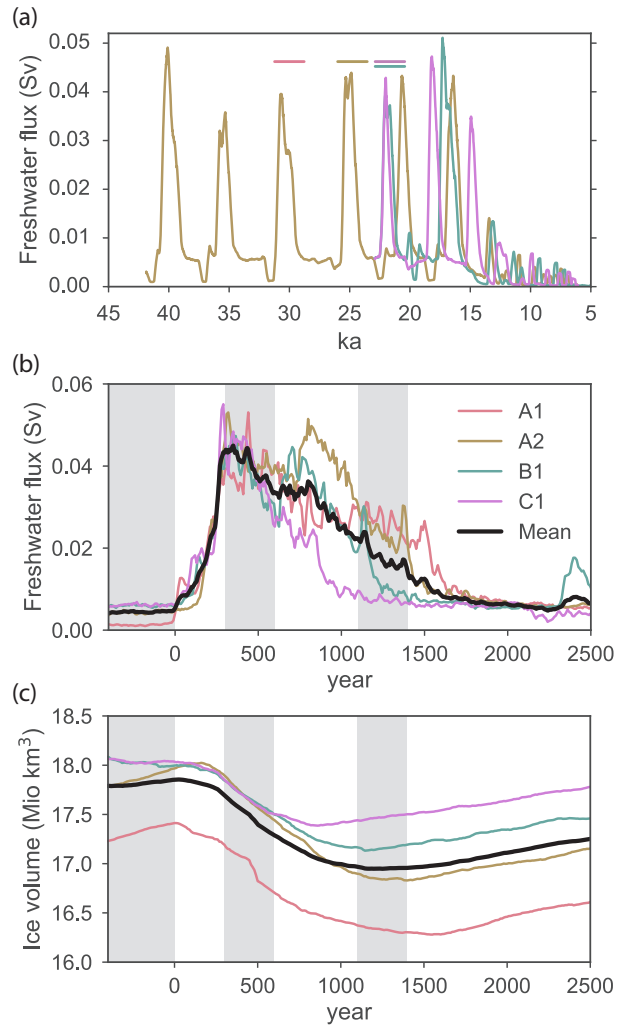 (a)
Freshwater flux (Sv)
0.05
0.04
0.03
0.02
0.01
0.00
45 40 35 30 25 20 15 10 5
ka
(b)
Freshwater flux (Sv)
0.06
0.04
0.02
0.00
A1
A2
B1
C1
Mean
0 500 1000 1500 2000 2500
year
(c)
Ice volume (Mio km³)
18.5
18.0
17.5
17.0
16.5
16.0
0 500 1000 1500 2000 2500
year